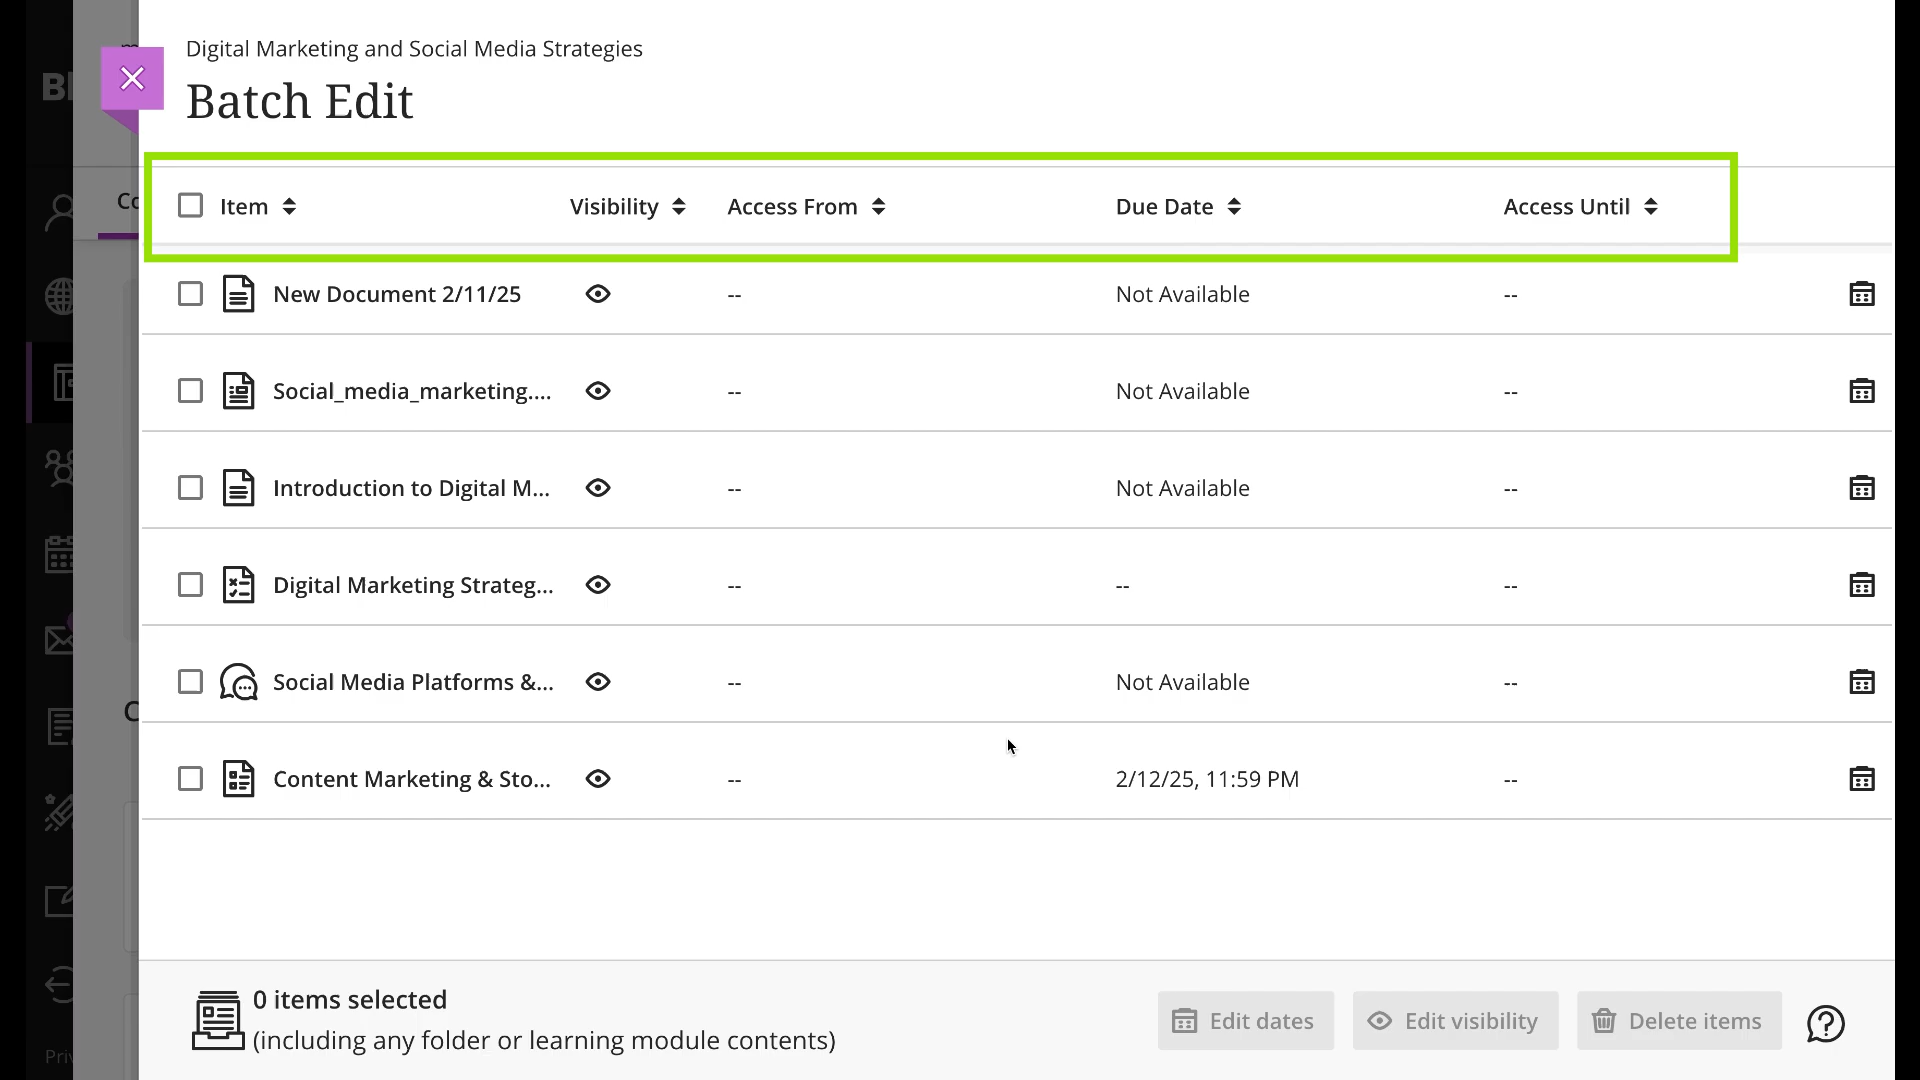 Digital Marketing and Social Media Strategies
Batch Edit
Item Visibility Access From Due Date Access Until
New Document 2/11/25 -- Not Available --
Social_media_marketing.... -- Not Available --
Introduction to Digital M... -- Not Available --
Digital Marketing Strateg... -- -- --
Social Media Platforms &... -- Not Available --
Content Marketing & Sto... -- 2/12/25, 11:59 PM --
0 items selected
(including any folder or learning module contents)
Edit dates Edit visibility Delete items